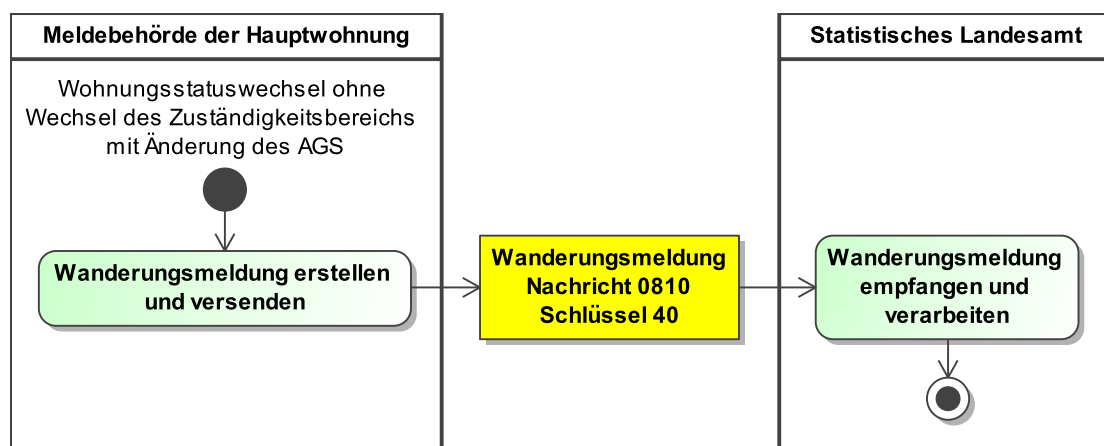 Meldebehörde der Hauptwohnung
Statistisches Landesamt
Wohnungsstatuswechsel ohne
Wechsel des Zuständigkeitsbereichs
mit Änderung des AGS
Wanderungsmeldung erstellen
und versenden
Wanderungsmeldung
Nachricht 0810
Schlüssel 40
Wanderungsmeldung
empfangen und
verarbeiten